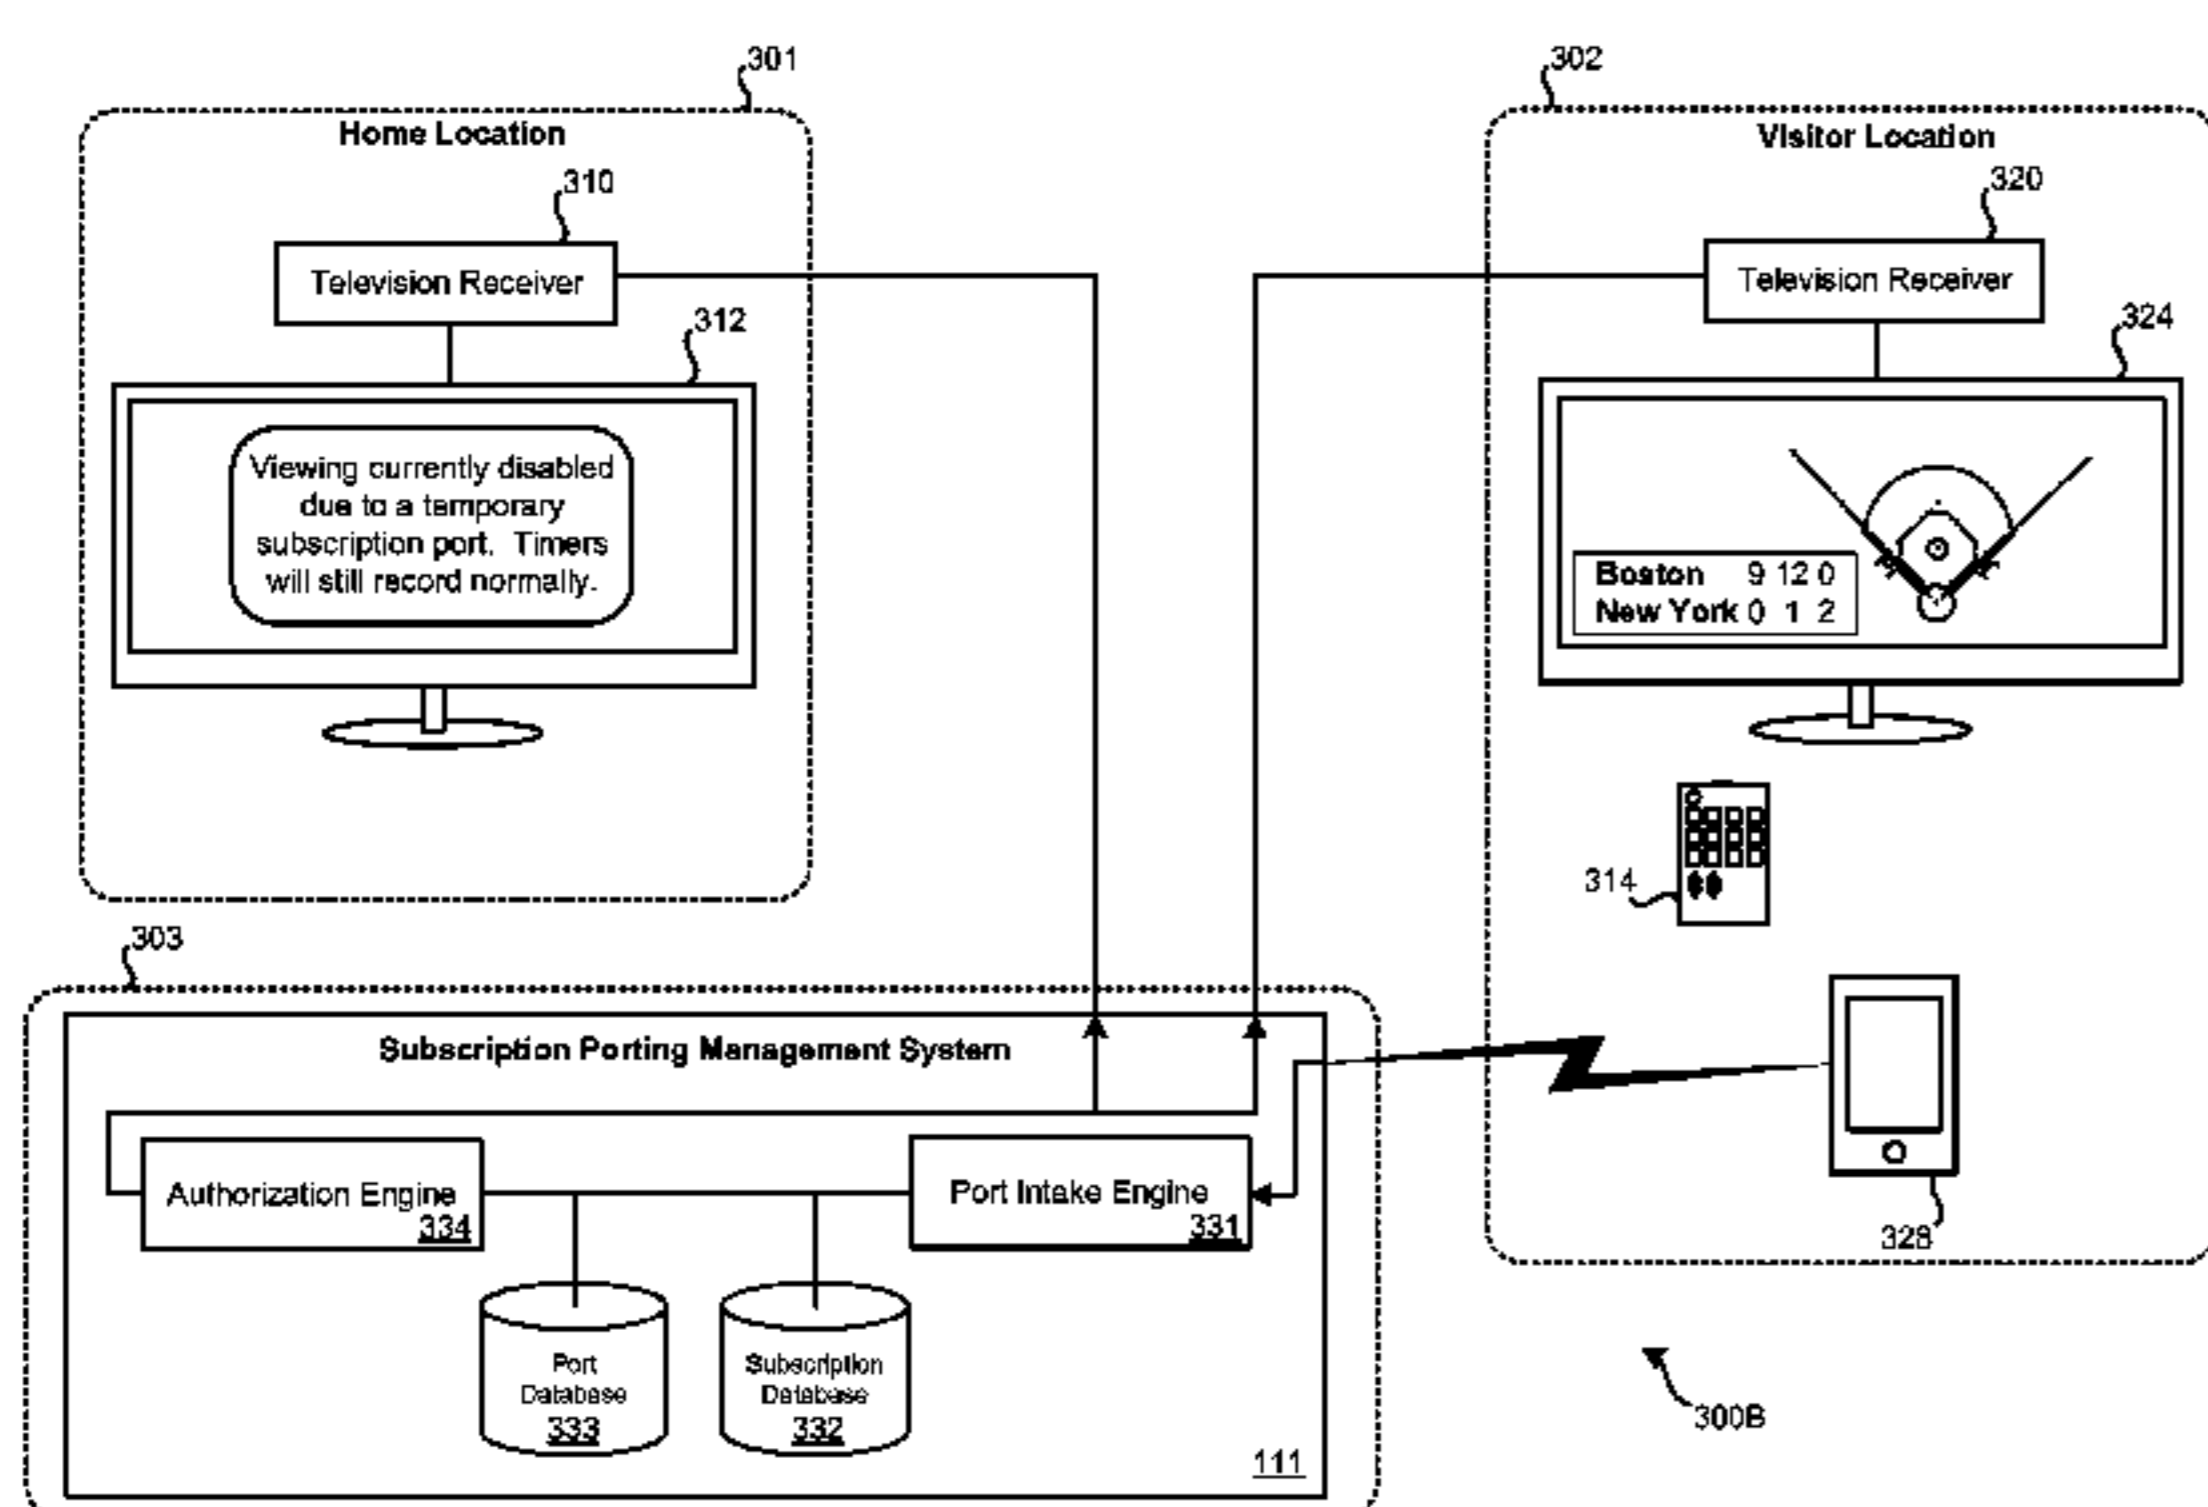 301
Home Location
310
Television Receiver
312
Viewing currently disabled
due to a temporary
subscription port. Timers
will still record normally.
302
Visitor Location
320
Television Receiver
324
Boston 9 12 0
New York 0 1 2
314
328
303
Subscription Porting Management System
Authorization Engine
334
Port Intake Engine
331
Port
Database
333
Subscription
Database
332
111
300B